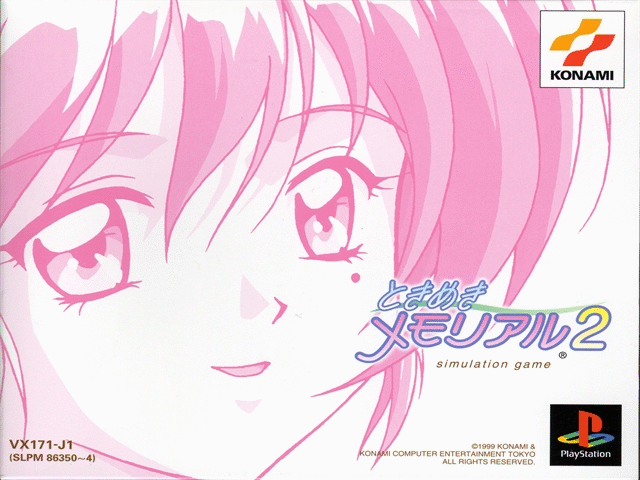 KONAMI
ときめき
メモリアル2
®
simulation game
VX171-J1
(SLPM 86350~4)
©1999 KONAMI &
KONAMI COMPUTER ENTERTAINMENT TOKYO
ALL RIGHTS RESERVED.
PlayStation